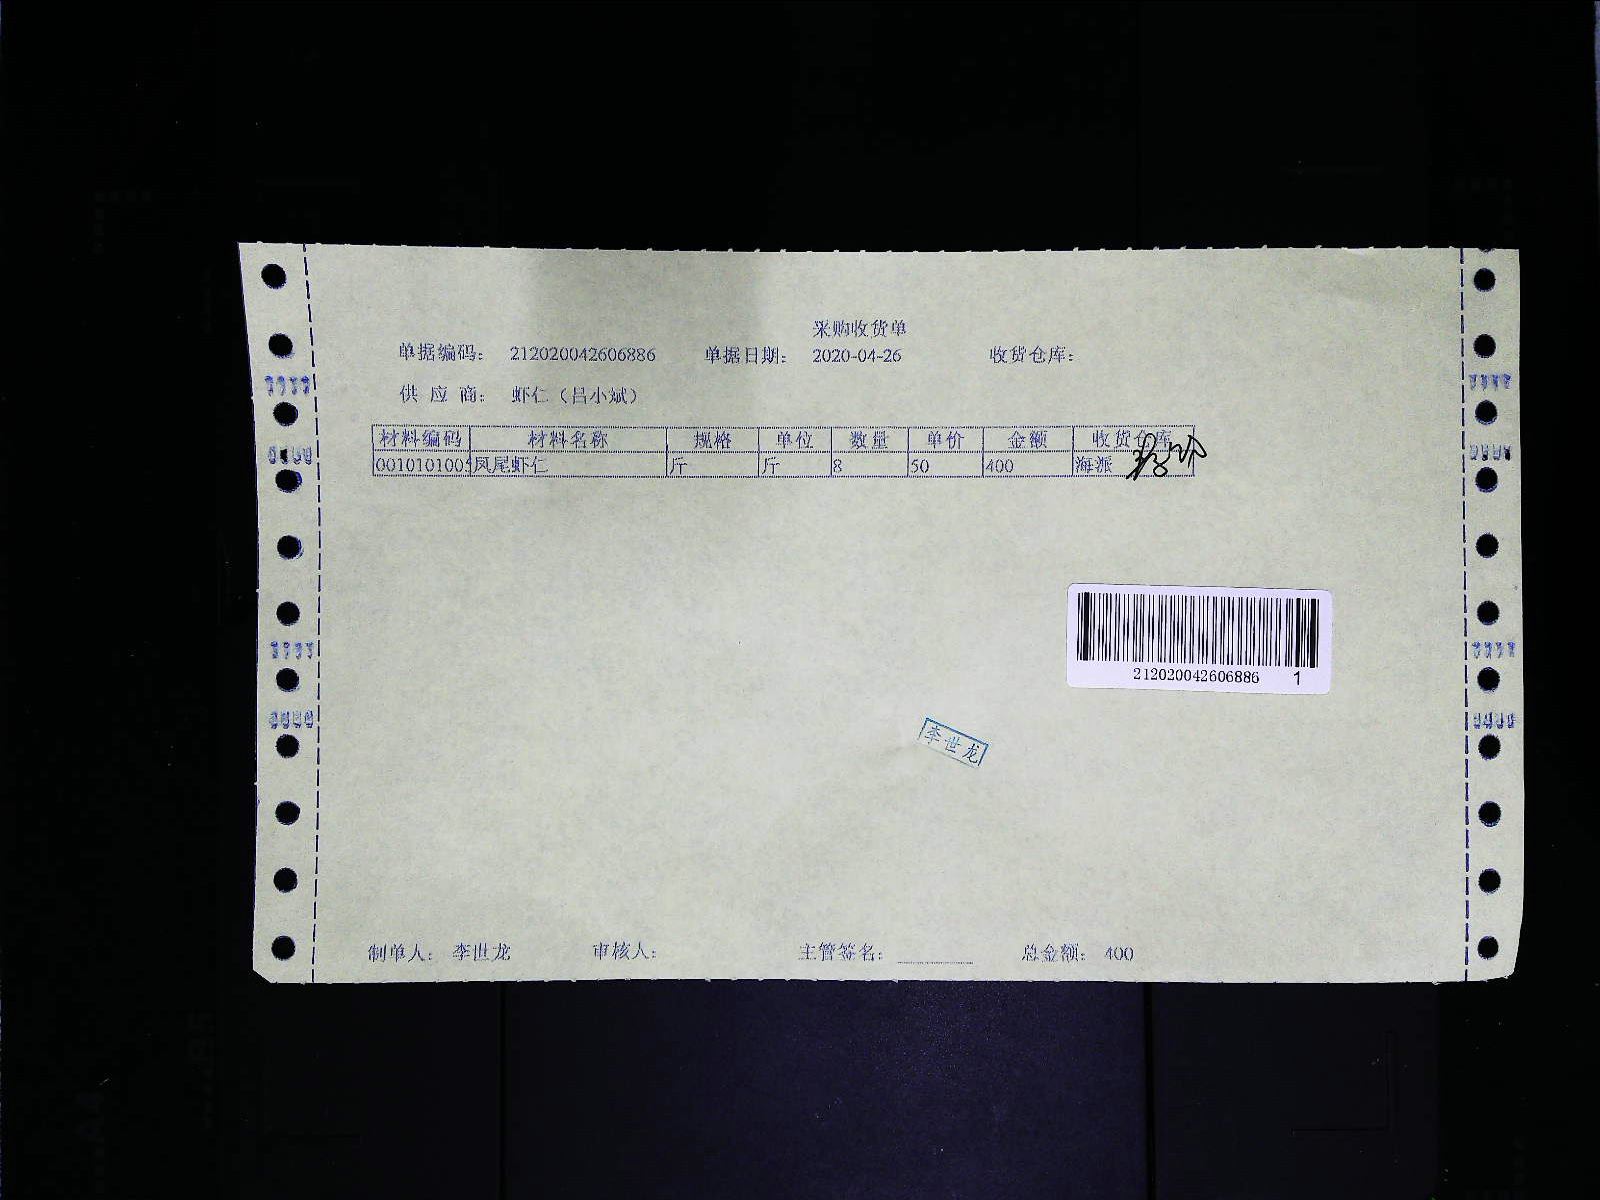 采购收货单
单据编码： 212020042606886 单据日期： 2020-04-26 收货仓库：
供 应 商： 虾仁（吕小斌）
材料编码 材料名称 规格 单位 数量 单价 金额 收货仓库
0010101005 凤尾虾仁 斤 斤 8 50 400 海派
212020042606886 1
李世龙
制单人： 李世龙 审核人： 主管签名： 总金额： 400